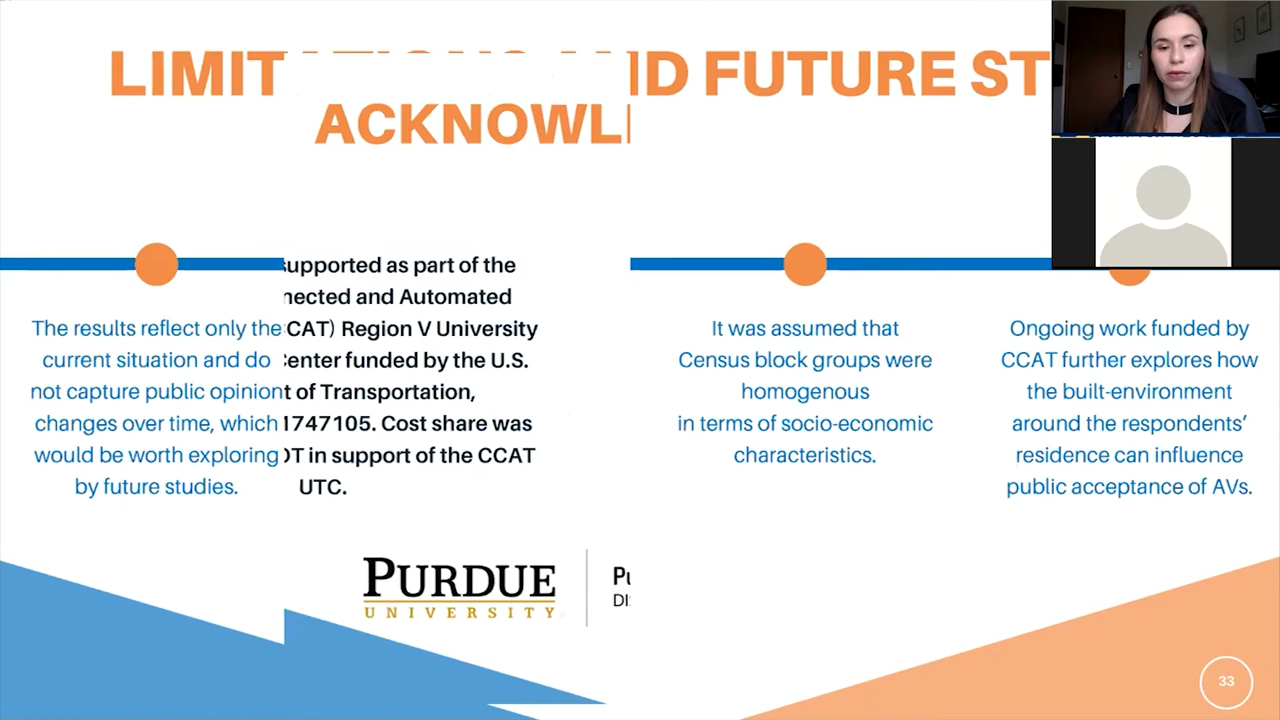 LIMIT
ND FUTURE ST
ACKNOWL
The results reflect only the
current situation and do
not capture public opinion
changes over time, which
would be worth exploring
by future studies.
supported as part of the
nected and Automated
CCAT) Region V University
Center funded by the U.S.
t of Transportation,
1747105. Cost share was
OT in support of the CCAT
UTC.
It was assumed that
Census block groups were
homogenous
in terms of socio-economic
characteristics.
Ongoing work funded by
CCAT further explores how
the built-environment
around the respondents’
residence can influence
public acceptance of AVs.
PURDUE
UNIVERSITY
33